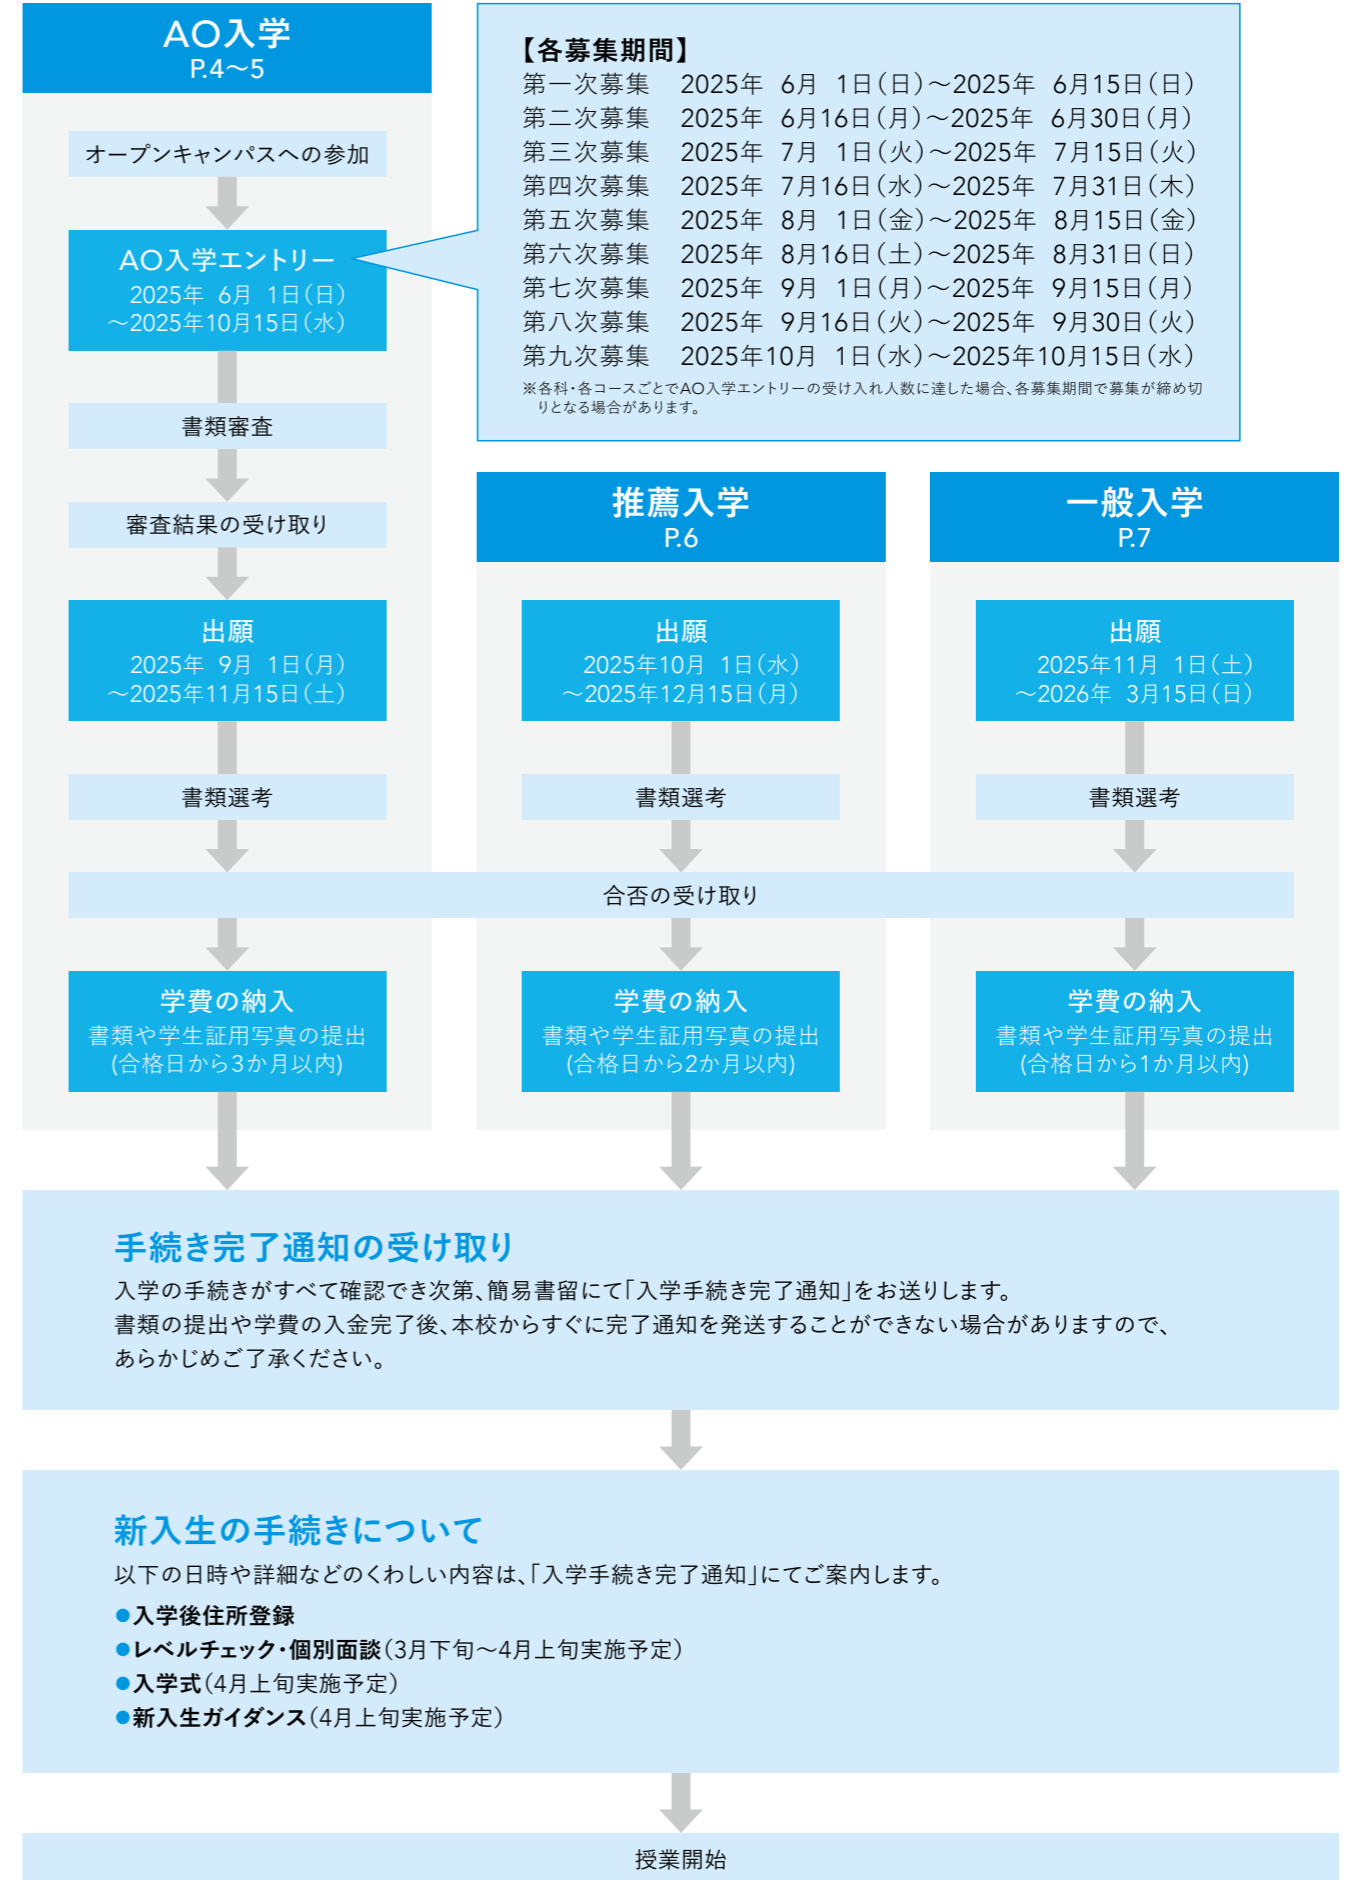 AO入学
P.4～5
オープンキャンパスへの参加
AO入学エントリー
2025年 6月 1日(日)
～2025年10月15日(水)
【各募集期間】
第一次募集 2025年 6月 1日(日)～2025年 6月15日(日)
第二次募集 2025年 6月16日(月)～2025年 6月30日(月)
第三次募集 2025年 7月 1日(火)～2025年 7月15日(火)
第四次募集 2025年 7月16日(水)～2025年 7月31日(木)
第五次募集 2025年 8月 1日(金)～2025年 8月15日(金)
第六次募集 2025年 8月16日(土)～2025年 8月31日(日)
第七次募集 2025年 9月 1日(月)～2025年 9月15日(月)
第八次募集 2025年 9月16日(火)～2025年 9月30日(火)
第九次募集 2025年10月 1日(水)～2025年10月15日(水)
※各科・各コースごとでAO入学エントリーの受け入れ人数に達した場合、各募集期間で募集が締め切
りとなる場合があります。
書類審査
審査結果の受け取り
出願
2025年 9月 1日(月)
～2025年11月15日(土)
書類選考
推薦入学
P.6
出願
2025年10月 1日(水)
～2025年12月15日(月)
書類選考
一般入学
P.7
出願
2025年11月 1日(土)
～2026年 3月15日(日)
書類選考
合否の受け取り
学費の納入
書類や学生証用写真の提出
(合格日から3か月以内)
学費の納入
書類や学生証用写真の提出
(合格日から2か月以内)
学費の納入
書類や学生証用写真の提出
(合格日から1か月以内)
手続き完了通知の受け取り
入学の手続きがすべて確認でき次第、簡易書留にて「入学手続き完了通知」をお送りします。
書類の提出や学費の入金完了後、本校からすぐに完了通知を発送することができない場合がありますので、
あらかじめご了承ください。
新入生の手続きについて
以下の日時や詳細などのくわしい内容は、「入学手続き完了通知」にてご案内します。
●入学後住所登録
●レベルチェック・個別面談(3月下旬～4月上旬実施予定)
●入学式(4月上旬実施予定)
●新入生ガイダンス(4月上旬実施予定)
授業開始